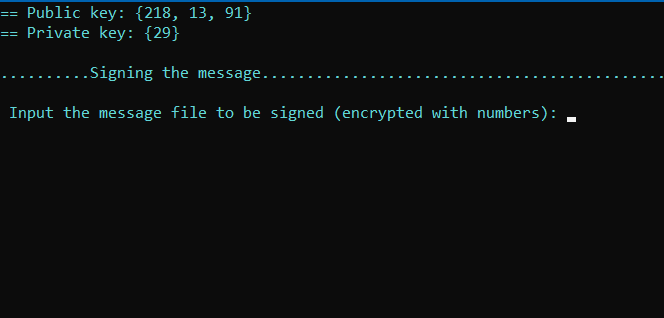 == Public key: {218, 13, 91}
== Private key: {29}
..........Signing the message.............................................
Input the message file to be signed (encrypted with numbers):